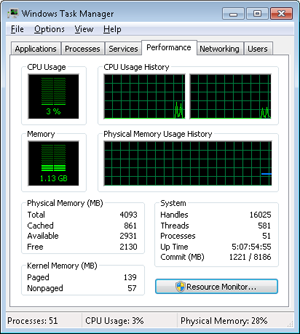 Windows Task Manager
File Options View Help
Applications Processes Services Performance Networking Users
CPU Usage CPU Usage History
3 %
Memory Physical Memory Usage History
1.13 GB
Physical Memory (MB)
Total 4093
Cached 861
Available 2931
Free 2130
Kernel Memory (MB)
Paged 139
Nonpaged 57
System
Handles 16025
Threads 581
Processes 51
Up Time 5:07:54:55
Commit (MB) 1221 / 8186
Resource Monitor...
Processes: 51 CPU Usage: 3% Physical Memory: 28%